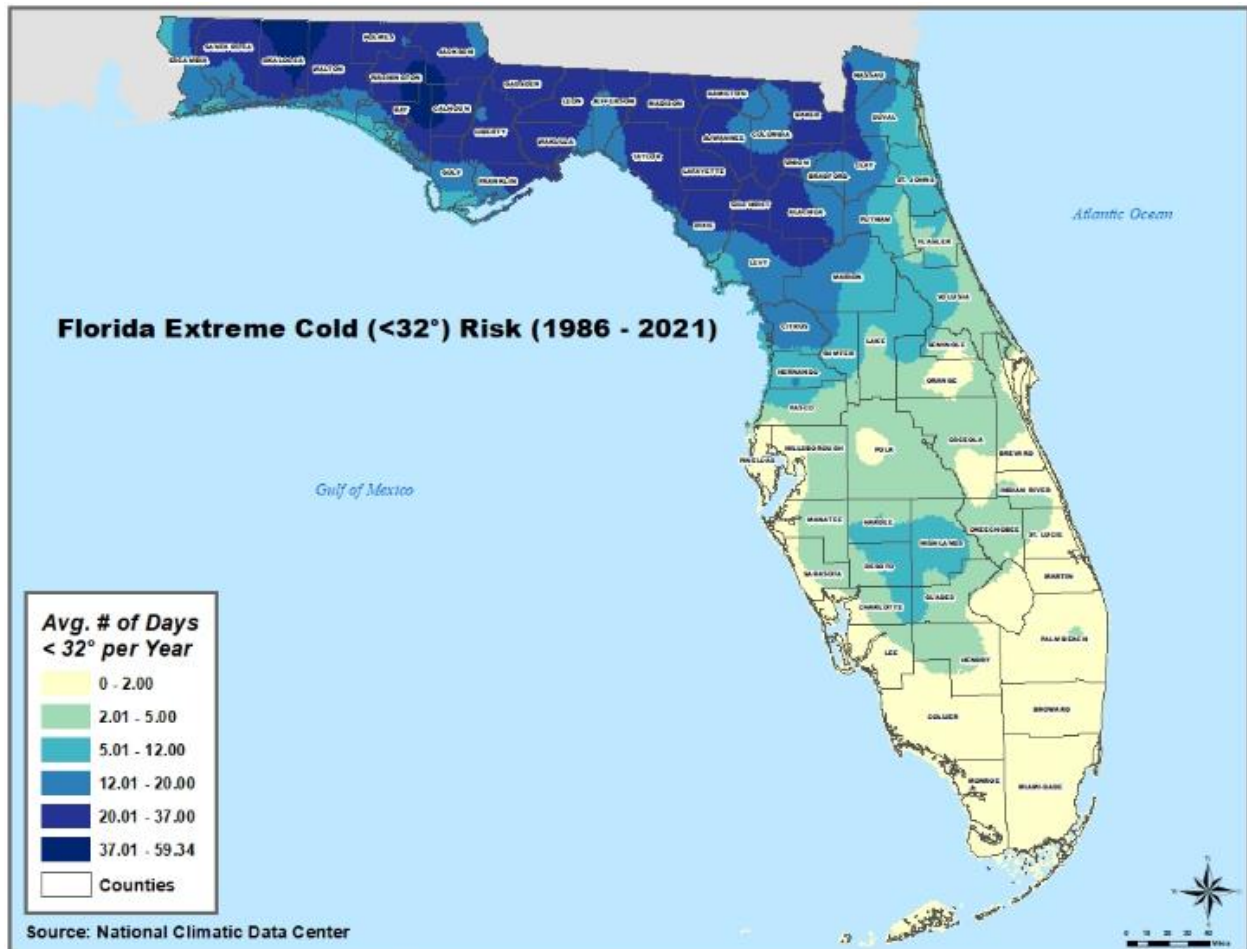 HOLMES
JACKSON
SANTA ROSA
OKALOOSA
ESCAMBIA
WALTON
WASHINGTON
GADSDEN
NASSAU
HAMILTON
BAY
CALHOUN
LEON
JEFFERSON
MADISON
BAKER
DUVAL
LIBERTY
COLUMBIA
WAKULLA
SUWANNEE
TAYLOR
UNION
CLAY
LAFAYETTE
BRADFORD
GULF
FRANKLIN
ST. JOHNS
GILCHRIST
ALACHUA
PUTNAM
Atlantic Ocean
DIXIE
FLAGLER
LEVY
MARION
VOLUSIA
Florida Extreme Cold (<32°) Risk (1986 - 2021)
CITRUS
LAKE
SEMINOLE
SUMTER
HERNANDO
ORANGE
PASCO
OSCEOLA
HILLSBOROUGH
POLK
BREVARD
PINELLAS
Gulf of Mexico
INDIAN RIVER
MANATEE
HARDEE
OKEECHOBEE
ST. LUCIE
HIGHLANDS
DESOTO
SARASOTA
MARTIN
GLADES
CHARLOTTE
PALM BEACH
LEE
HENDRY
BROWARD
COLLIER
MONROE
MIAMI-DADE
Avg. # of Days
< 32° per Year
0 - 2.00
2.01 - 5.00
5.01 - 12.00
12.01 - 20.00
20.01 - 37.00
37.01 - 59.34
Counties
Source: National Climatic Data Center